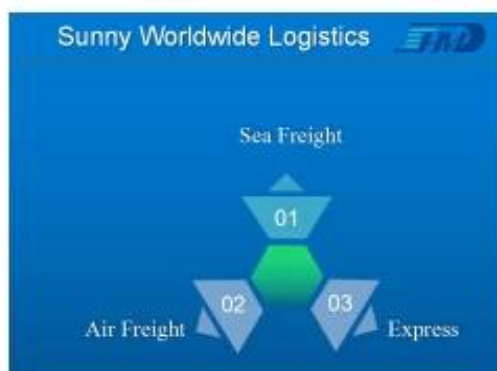 Sunny Worldwide Logistics
Sea Freight
01
02
03
Air Freight
Express